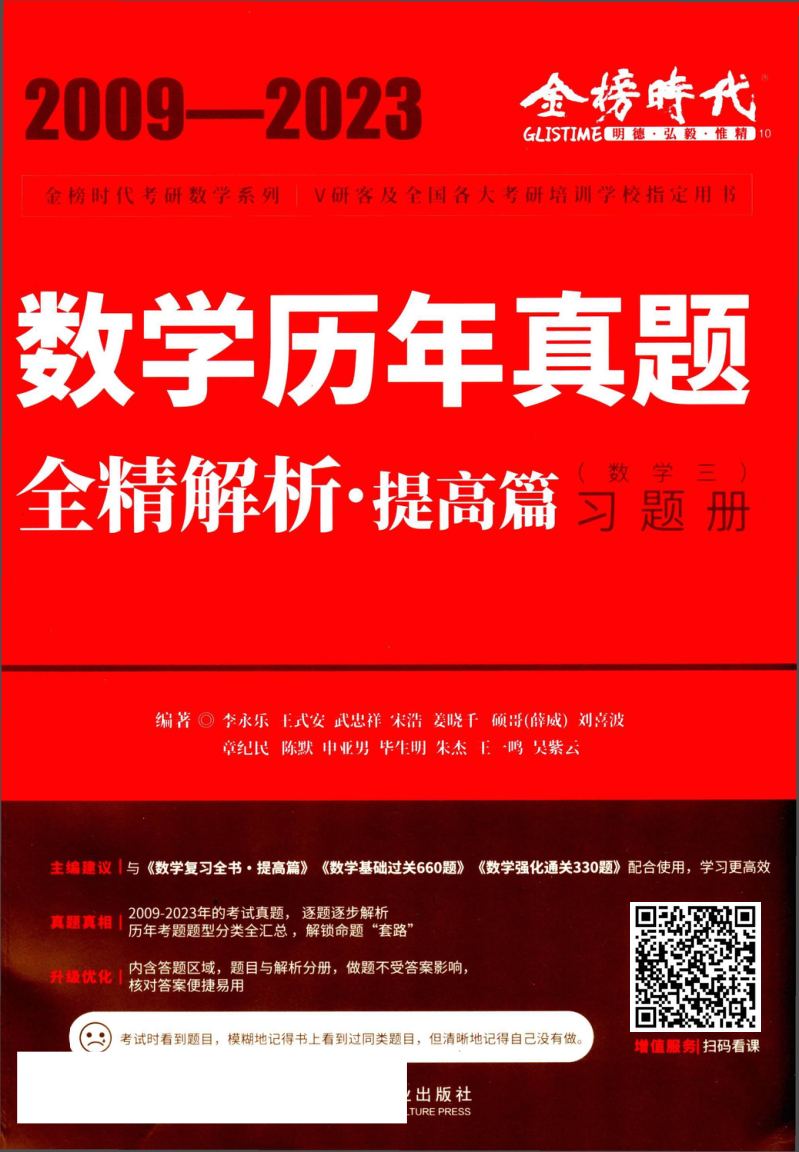 2009—2023
金榜時代
GLISTIME 明德·弘毅·惟精 10
金榜时代考研数学系列 | V研客及全国各大考研培训学校指定用书
数学历年真题
全精解析·提高篇 (数学三) 习题册
编著◎李永乐 王式安 武忠祥 宋浩 姜晓千 硕哥(薛威) 刘喜波
章纪民 陈默 申亚男 毕生明 朱杰 王一鸣 吴紫云
主编建议 | 与《数学复习全书·提高篇》《数学基础过关660题》《数学强化通关330题》配合使用，学习更高效
真题真相 | 2009-2023年的考试真题， 逐题逐步解析
历年考题题型分类全汇总 ，解锁命题“套路”
升级优化 | 内含答题区域，题目与解析分册，做题不受答案影响，
核对答案便捷易用
考试时看到题目，模糊地记得书上看到过同类题目，但清晰地记得自己没有做。
增值服务 | 扫码看课
业出版社
LTURE PRESS